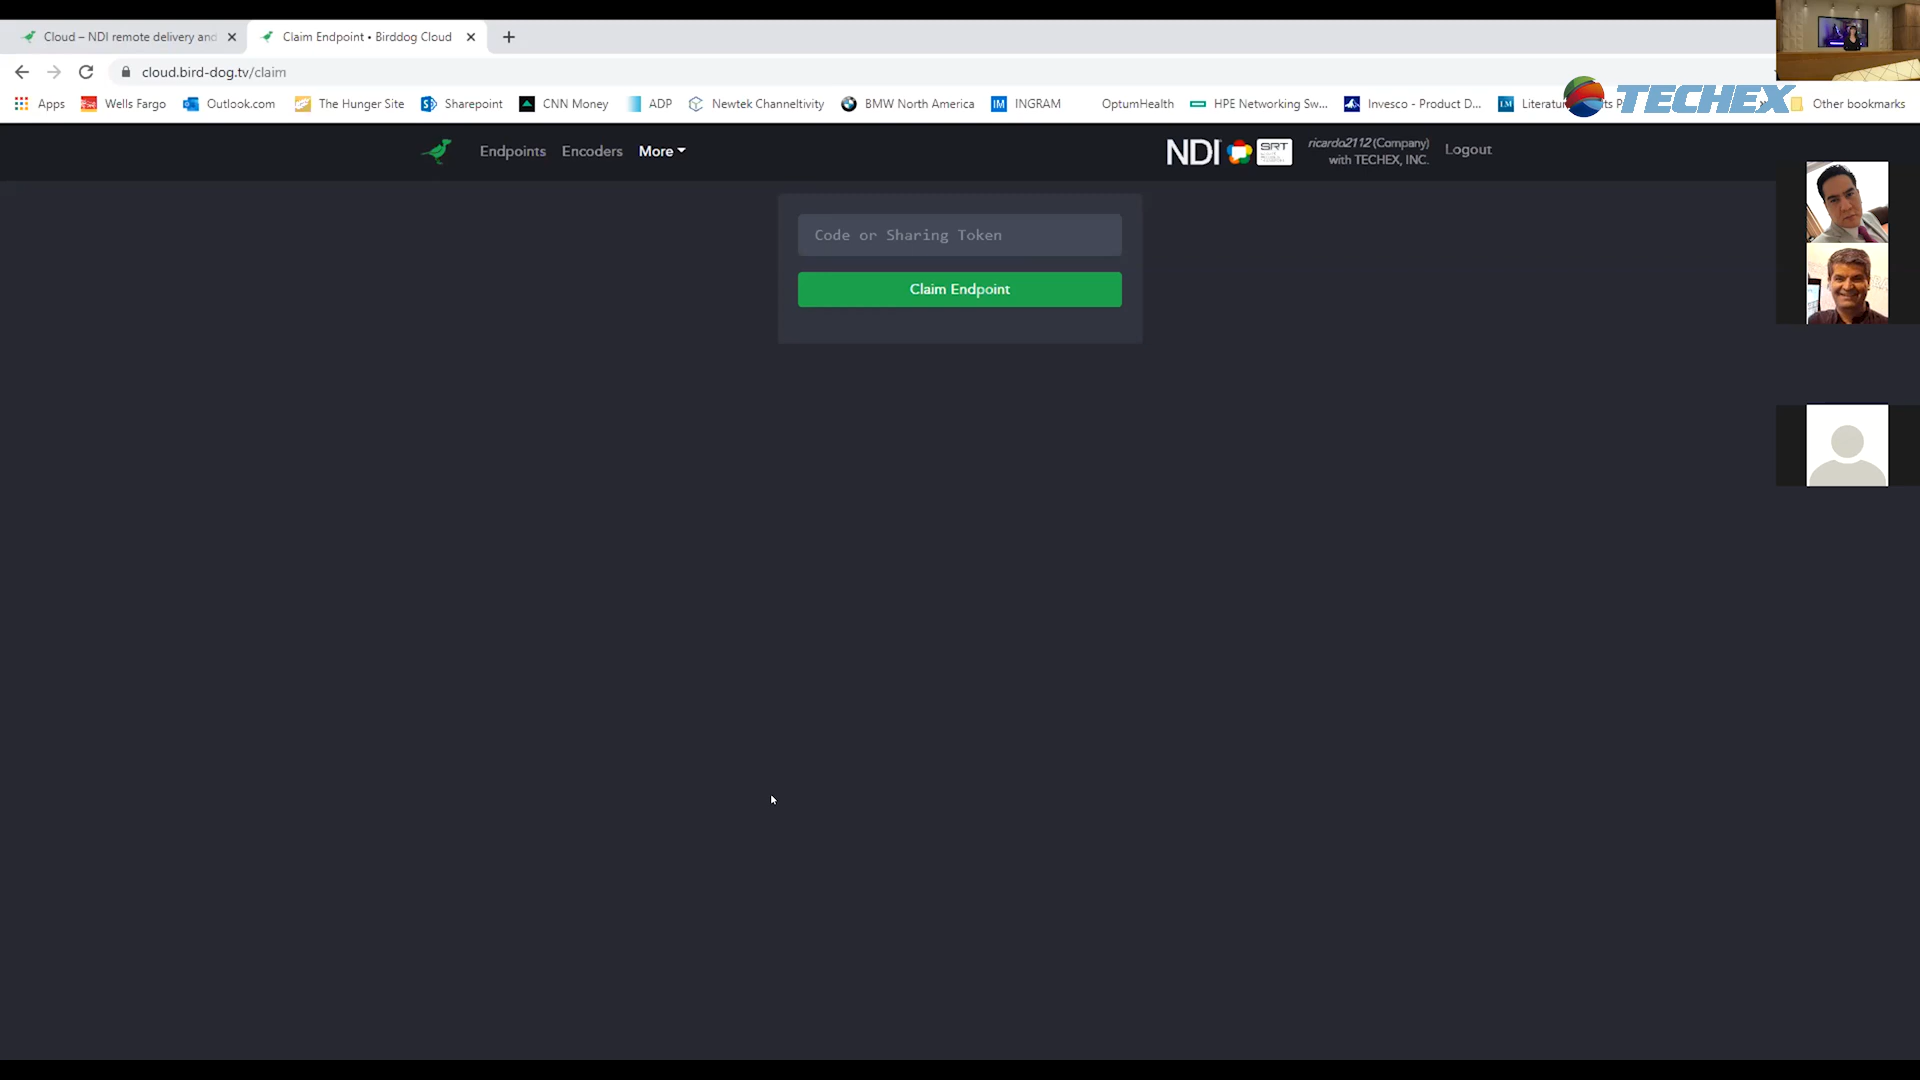 Cloud – NDI remote delivery and
Claim Endpoint • Birddog Cloud
cloud.bird-dog.tv/claim
Apps
Wells Fargo
Outlook.com
The Hunger Site
Sharepoint
CNN Money
ADP
Newtek Channeltivity
BMW North America
IM INGRAM
OptumHealth
HPE Networking Sw...
Invesco - Product D...
LM
TECHEX
Other bookmarks
Endpoints
Encoders
More
NDI
SRT
ricardo2112 (Company)
with TECHEX, INC.
Logout
Code or Sharing Token
Claim Endpoint